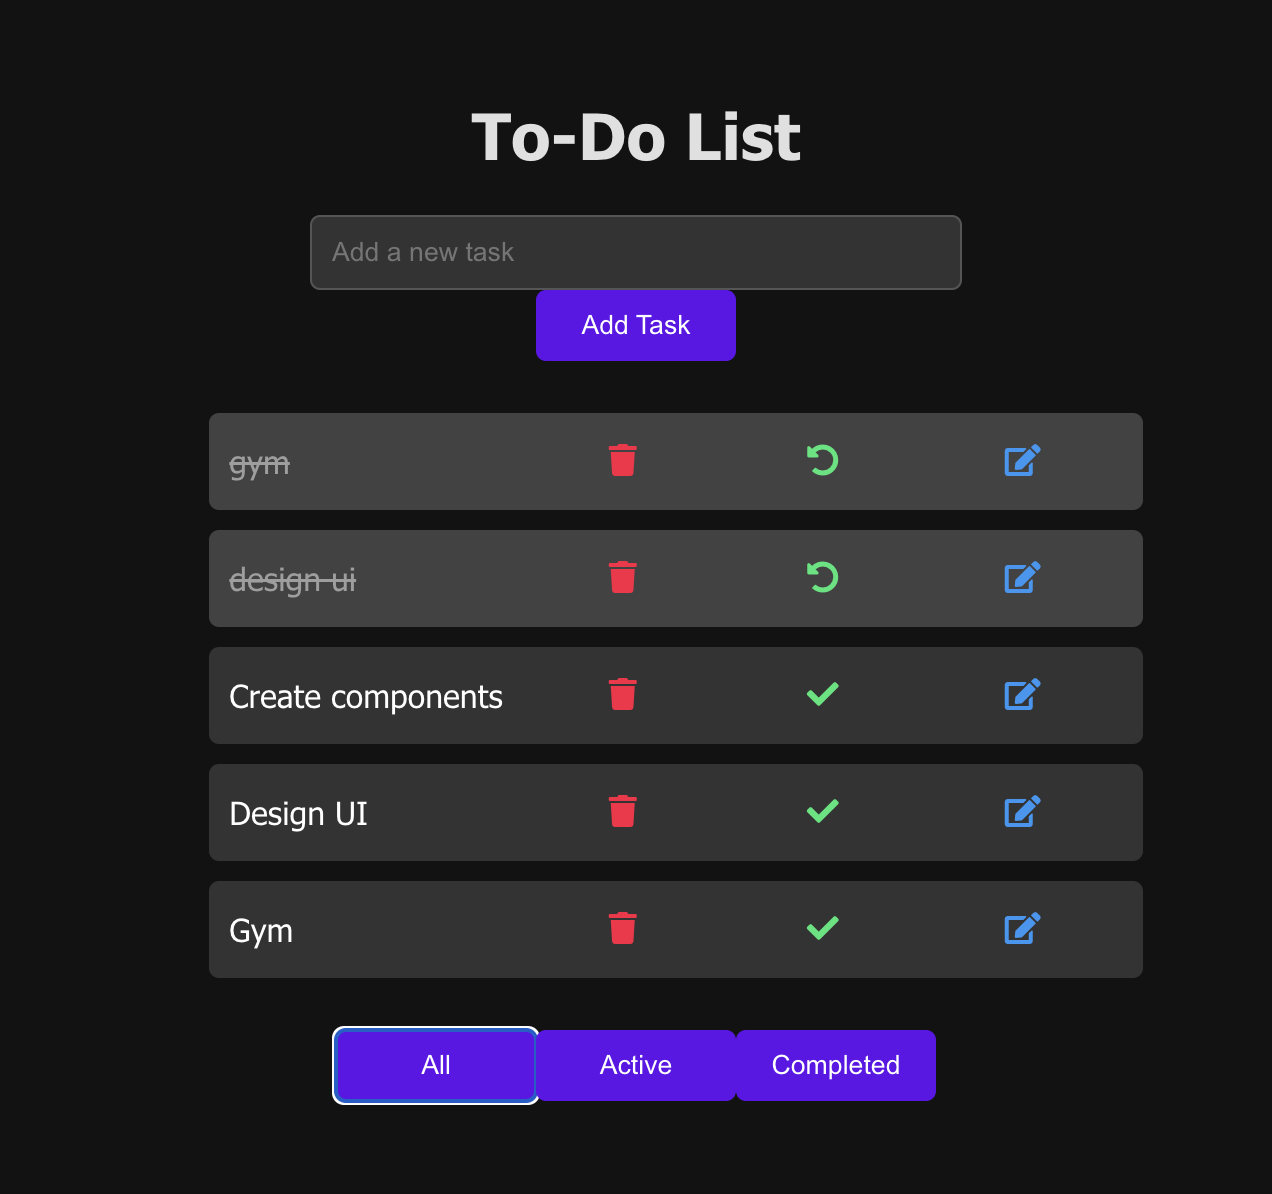 To-Do List
Add a new task
Add Task
gym
design ui
Create components
Design UI
Gym
All Active Completed